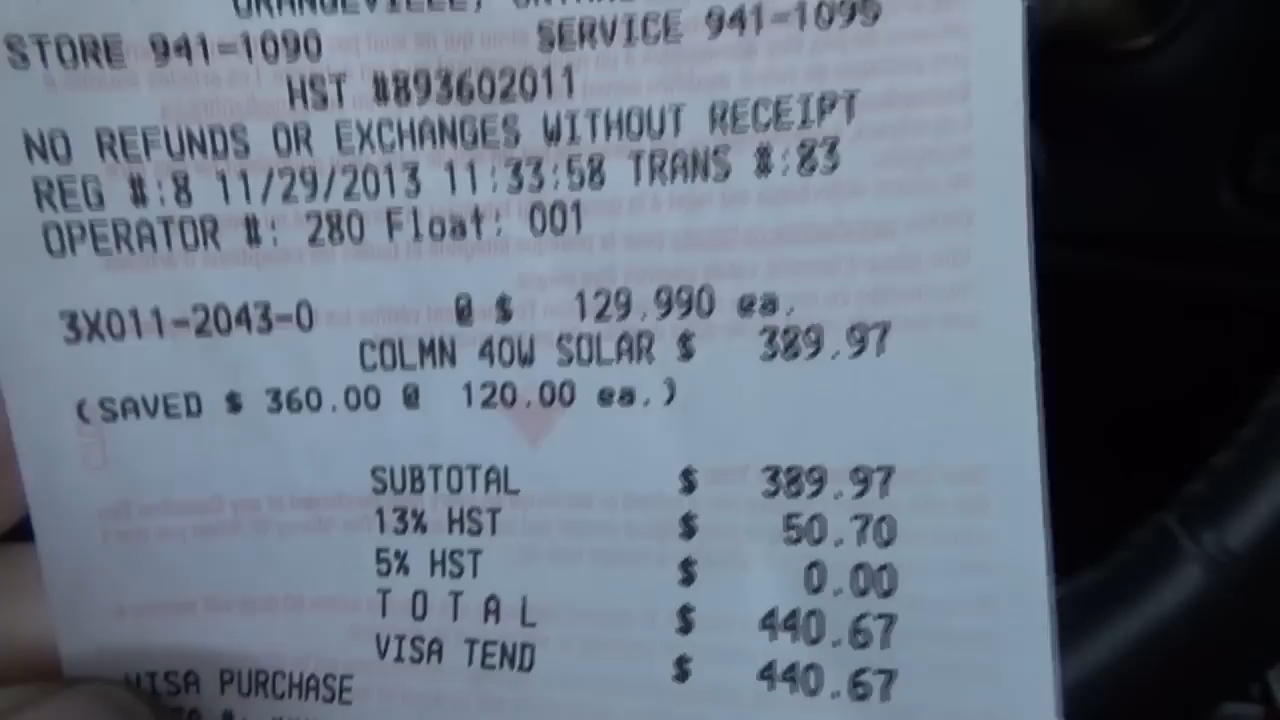 ORANGEVILLE,
STORE 941-1090 SERVICE 941-1095
HST #893602011
NO REFUNDS OR EXCHANGES WITHOUT RECEIPT
REG #:8 11/29/2013 11:33:58 TRANS #:83
OPERATOR #: 280 Float: 001
3X011-2043-0 @ $ 129.990 ea.
COLMN 40W SOLAR $ 389.97
(SAVED $ 360.00 @ 120.00 ea.)
SUBTOTAL $ 389.97
13% HST $ 50.70
5% HST $ 0.00
T O T A L $ 440.67
VISA TEND $ 440.67
VISA PURCHASE